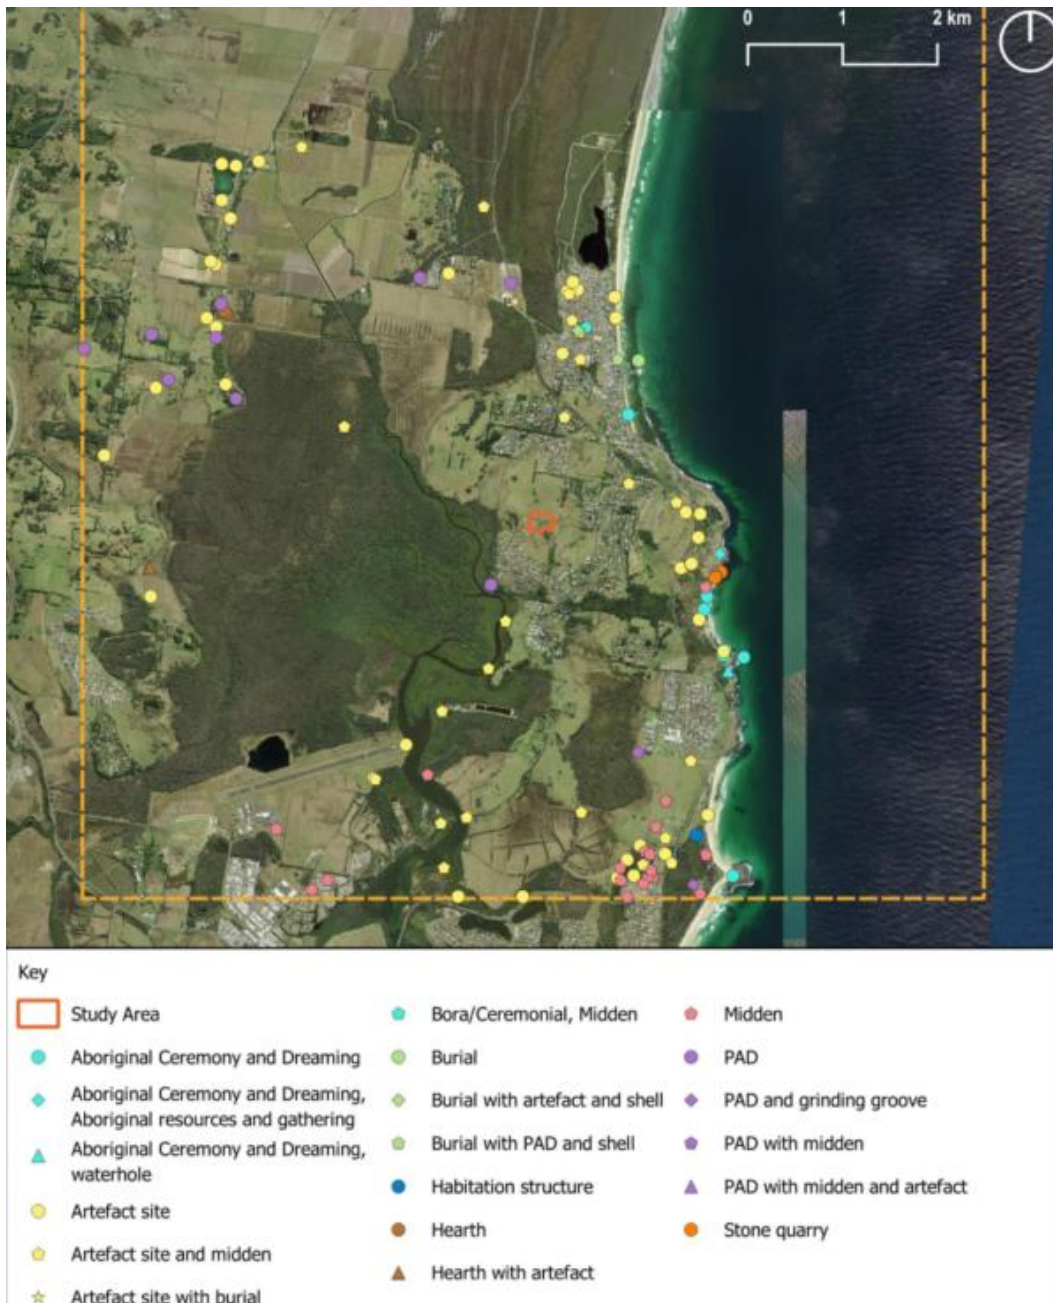 0 1 2 km
Key
Study Area
Aboriginal Ceremony and Dreaming
Aboriginal Ceremony and Dreaming,
Aboriginal resources and gathering
Aboriginal Ceremony and Dreaming,
waterhole
Artefact site
Artefact site and midden
Artefact site with burial
Bora/Ceremonial, Midden
Burial
Burial with artefact and shell
Burial with PAD and shell
Habitation structure
Hearth
Hearth with artefact
Midden
PAD
PAD and grinding groove
PAD with midden
PAD with midden and artefact
Stone quarry